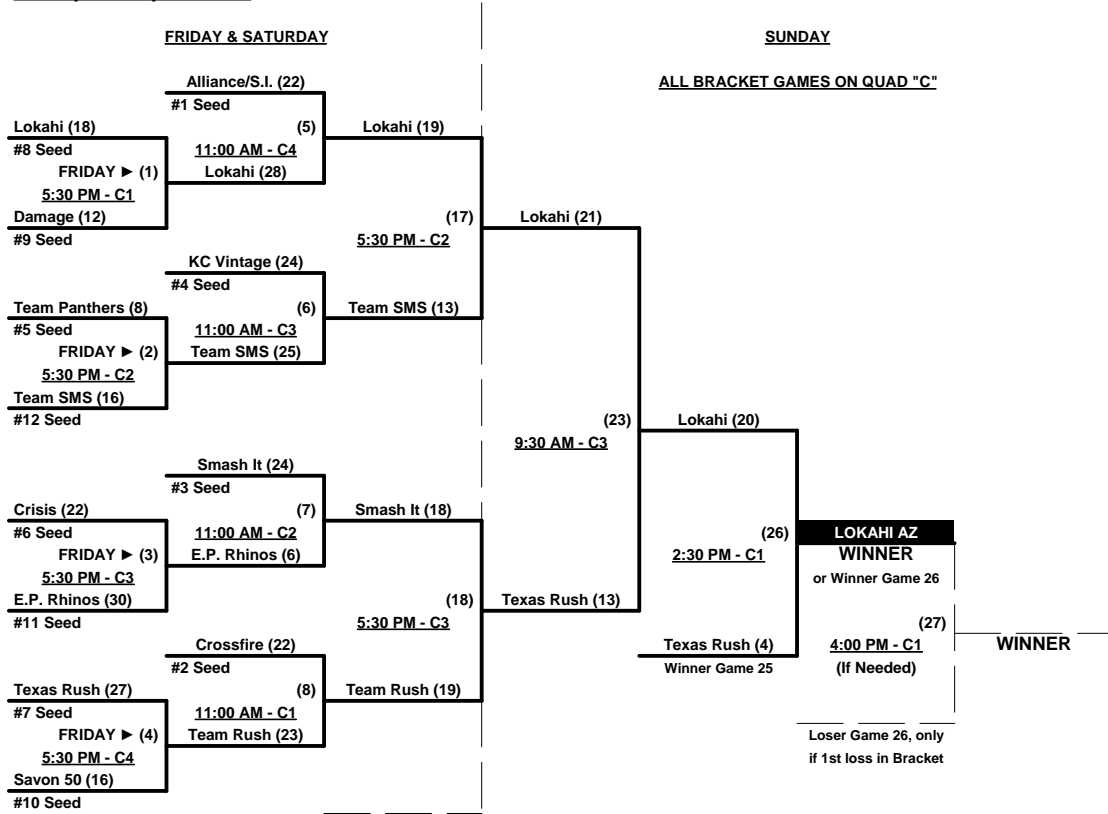 FRIDAY & SATURDAY
SUNDAY
ALL BRACKET GAMES ON QUAD "C"
Alliance/S.I. (22)
#1 Seed
Lokahi (18)
#8 Seed
(5)
11:00 AM - C4
Lokahi (19)
FRIDAY ► (1)
5:30 PM - C1
Lokahi (28)
Damage (12)
#9 Seed
(17)
5:30 PM - C2
Lokahi (21)
KC Vintage (24)
#4 Seed
Team Panthers (8)
#5 Seed
(6)
11:00 AM - C3
Team SMS (13)
FRIDAY ► (2)
5:30 PM - C2
Team SMS (25)
Team SMS (16)
#12 Seed
(23)
9:30 AM - C3
Lokahi (20)
Smash It (24)
#3 Seed
Crisis (22)
#6 Seed
(7)
11:00 AM - C2
Smash It (18)
FRIDAY ► (3)
5:30 PM - C3
E.P. Rhinos (6)
E.P. Rhinos (30)
#11 Seed
(26)
2:30 PM - C1
LOKAHI AZ
WINNER
or Winner Game 26
(18)
5:30 PM - C3
Texas Rush (13)
Crossfire (22)
#2 Seed
Texas Rush (4)
Winner Game 25
(27)
4:00 PM - C1
(If Needed)
WINNER
Texas Rush (27)
#7 Seed
(8)
11:00 AM - C1
Team Rush (19)
FRIDAY ► (4)
5:30 PM - C4
Team Rush (23)
Savon 50 (16)
#10 Seed
Loser Game 26, only
if 1st loss in Bracket